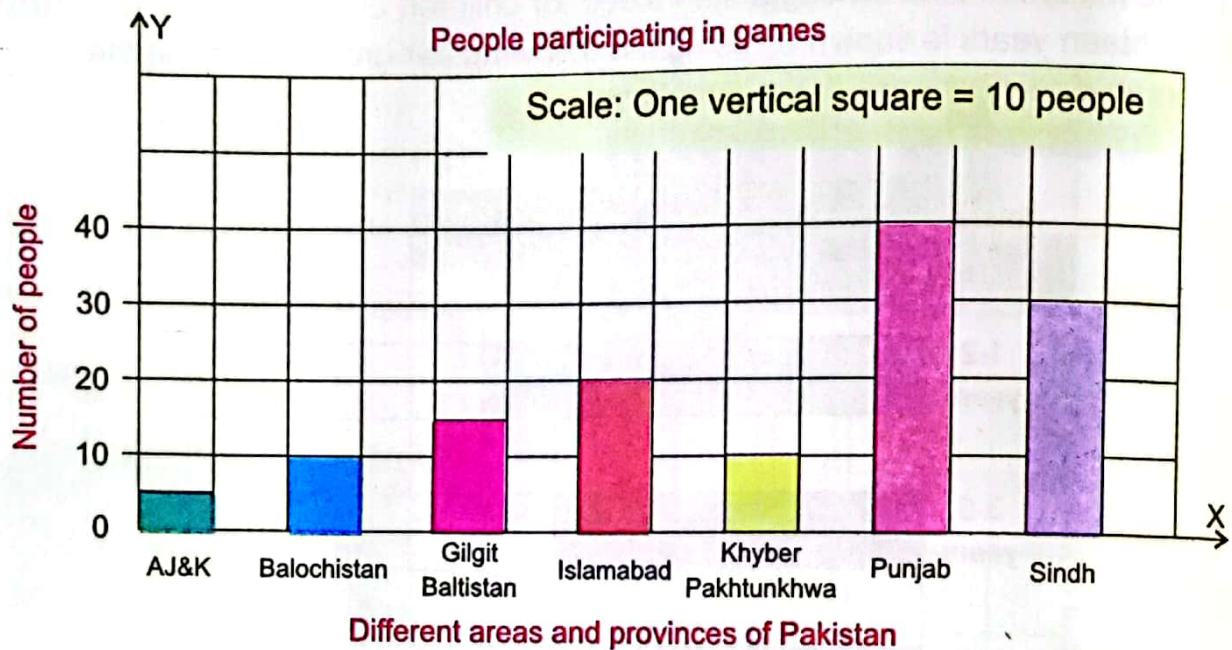 Y
People participating in games
Scale: One vertical square = 10 people
Number of people
40
30
20
10
0
X
AJ&K
Balochistan
Gilgit
Baltistan
Islamabad
Khyber
Pakhtunkhwa
Punjab
Sindh
Different areas and provinces of Pakistan